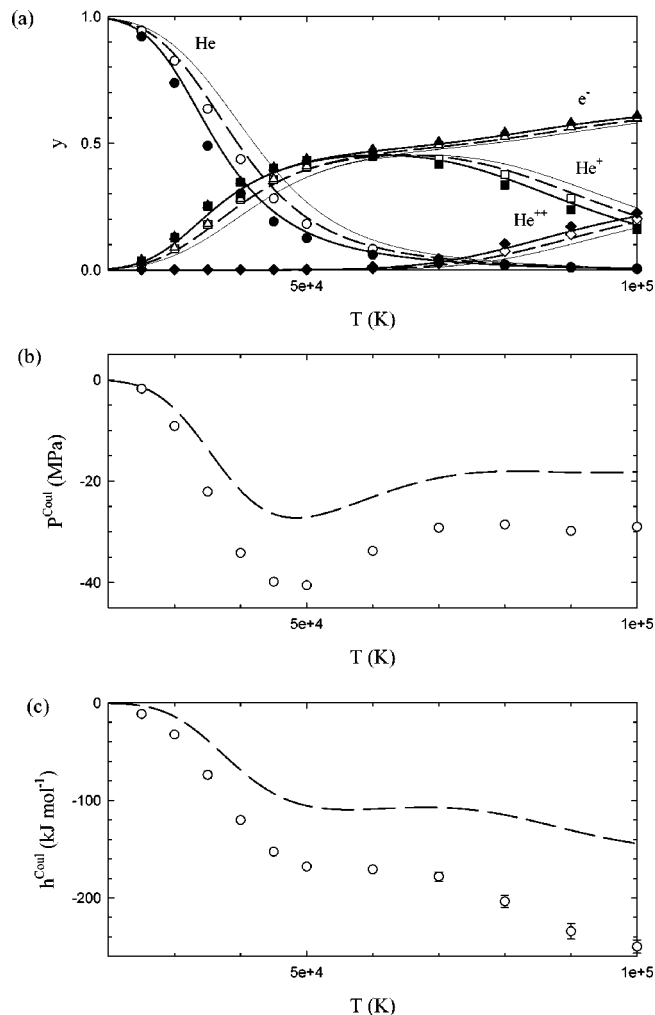 (a)
1.0
He
e⁻
y
0.5
He⁺
He⁺⁺
0.0
5e+4
1e+5
T (K)
(b)
0
P^Coul (MPa)
-20
-40
5e+4
1e+5
T (K)
(c)
0
h^Coul (kJ mol⁻¹)
-100
-200
5e+4
1e+5
T (K)